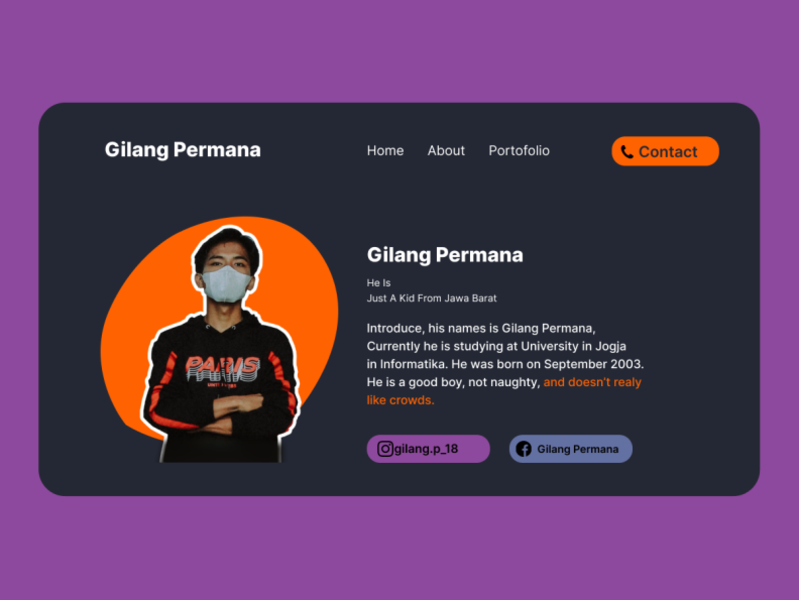 Gilang Permana
Home About Portofolio
Contact
Gilang Permana
He Is
Just A Kid From Jawa Barat
Introduce, his names is Gilang Permana,
Currently he is studying at University in Jogja
in Informatika. He was born on September 2003.
He is a good boy, not naughty, and doesn't realy
like crowds.
PARIS
gilang.p_18
Gilang Permana